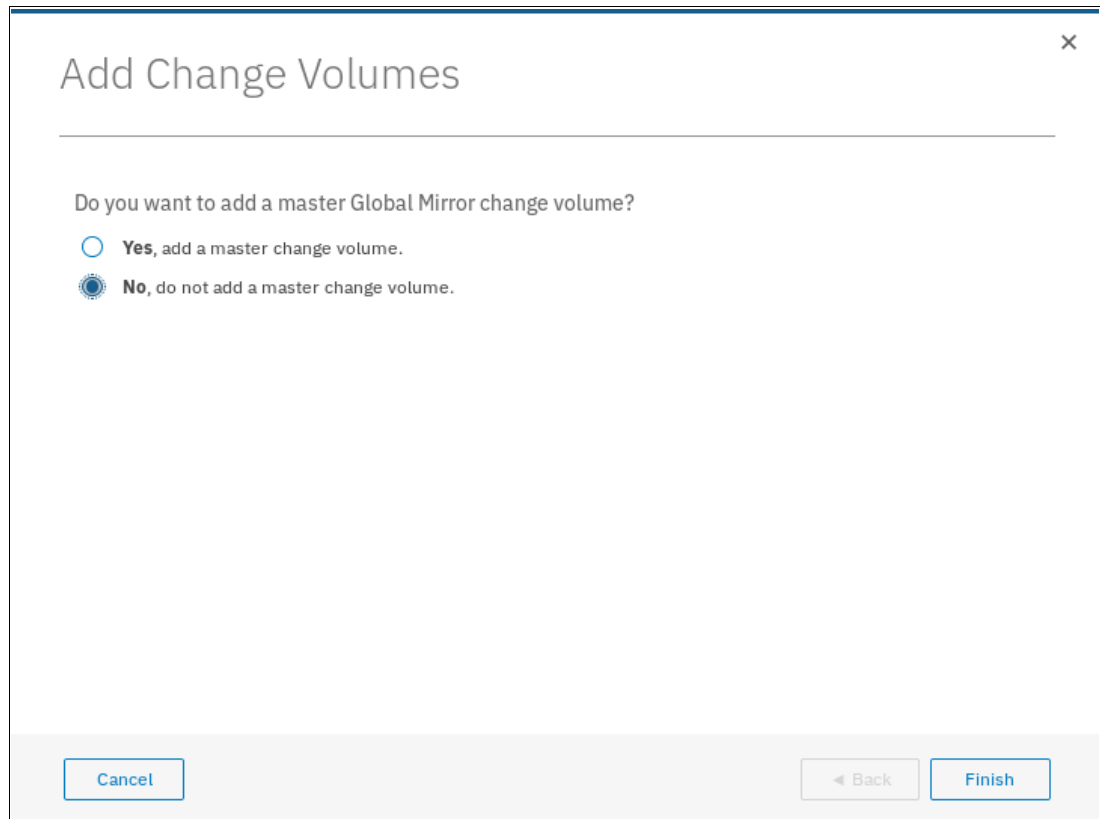 Add Change Volumes
Do you want to add a master Global Mirror change volume?
Yes, add a master change volume.
No, do not add a master change volume.
Cancel
◄ Back
Finish